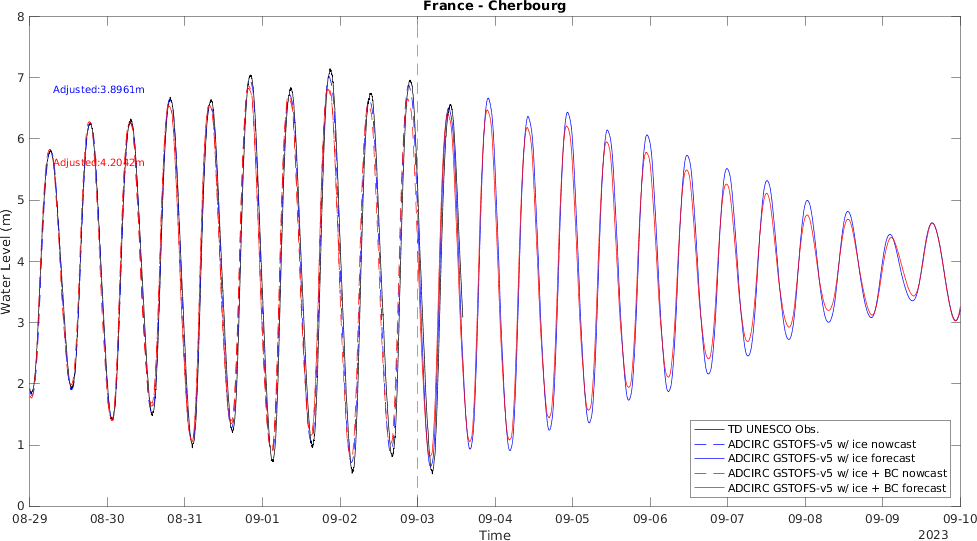 France - Cherbourg
8
7
6
5
4
3
2
1
0
Water Level (m)
Adjusted:3.8961m
Adjusted:4.2042m
TD UNESCO Obs.
ADCIRC GSTOFS-v5 w/ ice nowcast
ADCIRC GSTOFS-v5 w/ ice forecast
ADCIRC GSTOFS-v5 w/ ice + BC nowcast
ADCIRC GSTOFS-v5 w/ ice + BC forecast
08-29 08-30 08-31 09-01 09-02 09-03 09-04 09-05 09-06 09-07 09-08 09-09 09-10
Time
2023